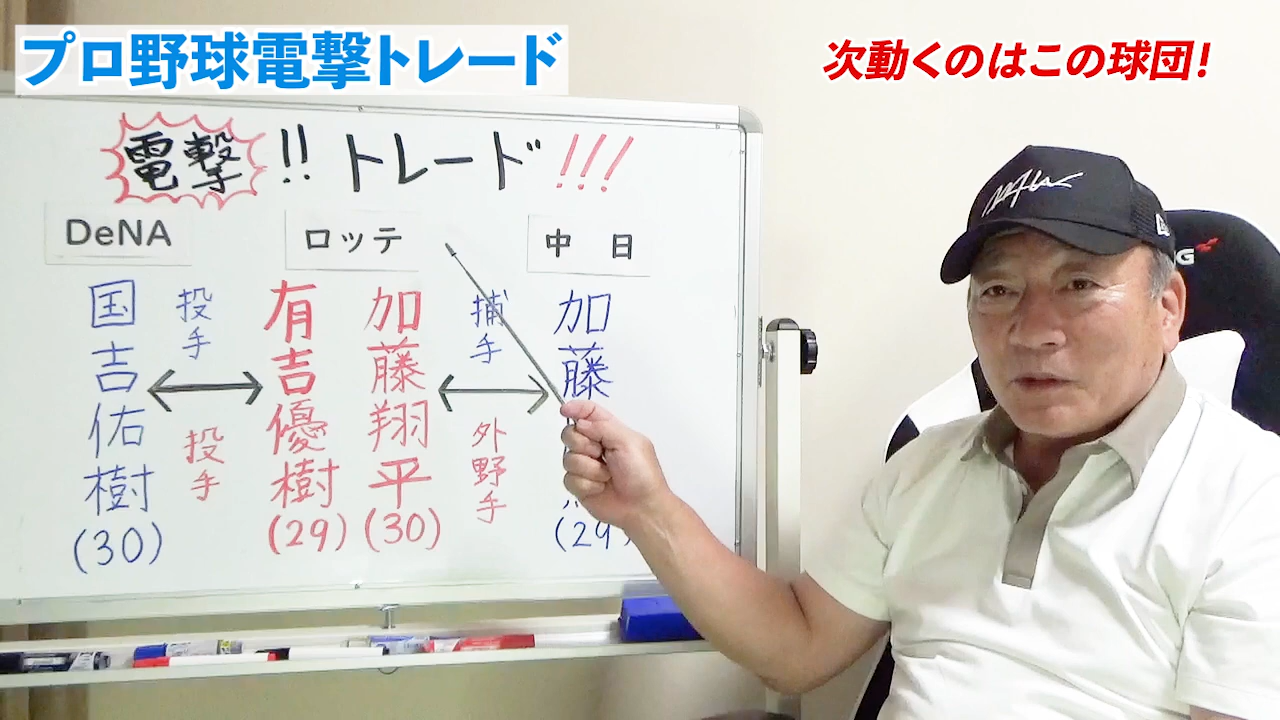 プロ野球電撃トレード
次動くのはこの球団!
電撃!!トレード!!!
DeNA
ロッテ
中 日
国吉佑樹
(30)
投手
投手
有吉優樹
(29)
加藤翔平
(30)
捕手
外野手
加藤
(29)
G